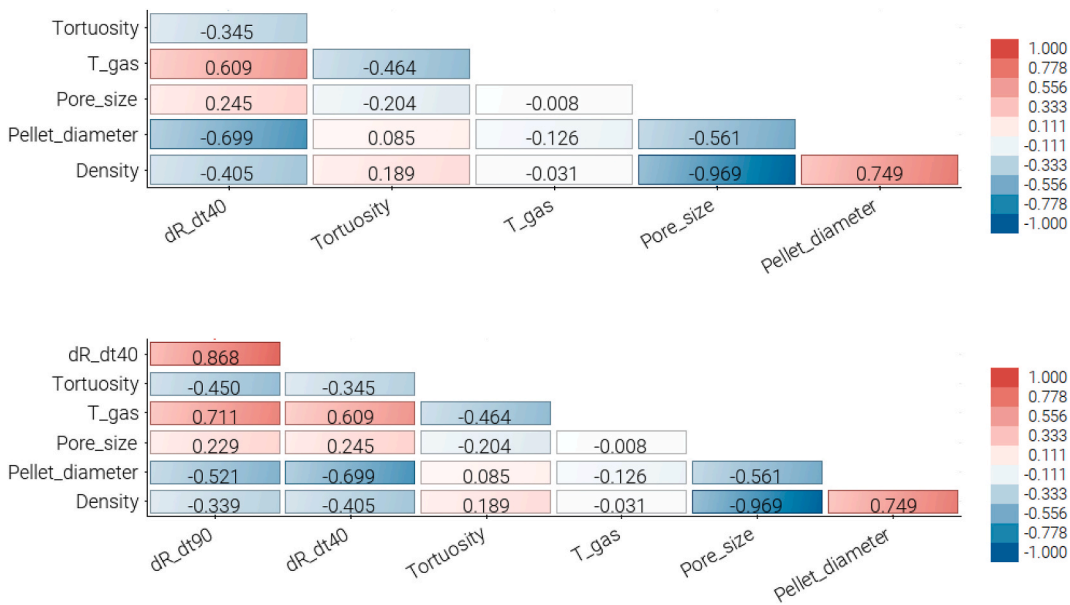 Tortuosity -0.345
T_gas 0.609 -0.464
Pore_size 0.245 -0.204 -0.008
Pellet_diameter -0.699 0.085 -0.126 -0.561
Density -0.405 0.189 -0.031 -0.969 0.749
dR_dt40 Tortuosity T_gas Pore_size Pellet_diameter
1.000
0.778
0.556
0.333
0.111
-0.111
-0.333
-0.556
-0.778
-1.000
dR_dt40 0.868
Tortuosity -0.450 -0.345
T_gas 0.711 0.609 -0.464
Pore_size 0.229 0.245 -0.204 -0.008
Pellet_diameter -0.521 -0.699 0.085 -0.126 -0.561
Density -0.339 -0.405 0.189 -0.031 -0.969 0.749
dR_dt90 dR_dt40 Tortuosity T_gas Pore_size Pellet_diameter
1.000
0.778
0.556
0.333
0.111
-0.111
-0.333
-0.556
-0.778
-1.000